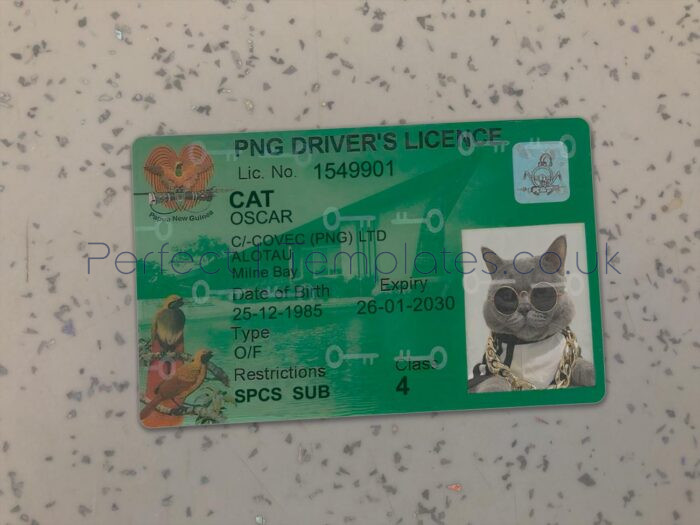 PNG DRIVER'S LICENCE
Lic. No. 1549901
CAT
OSCAR
Papua New Guinea
C/-COVEC (PNG) LTD
ALOTAU
Milne Bay
PerfectTemplates.co.uk
Date of Birth Expiry
25-12-1985 26-01-2030
Type
O/F
Restrictions Class
SPCS SUB 4